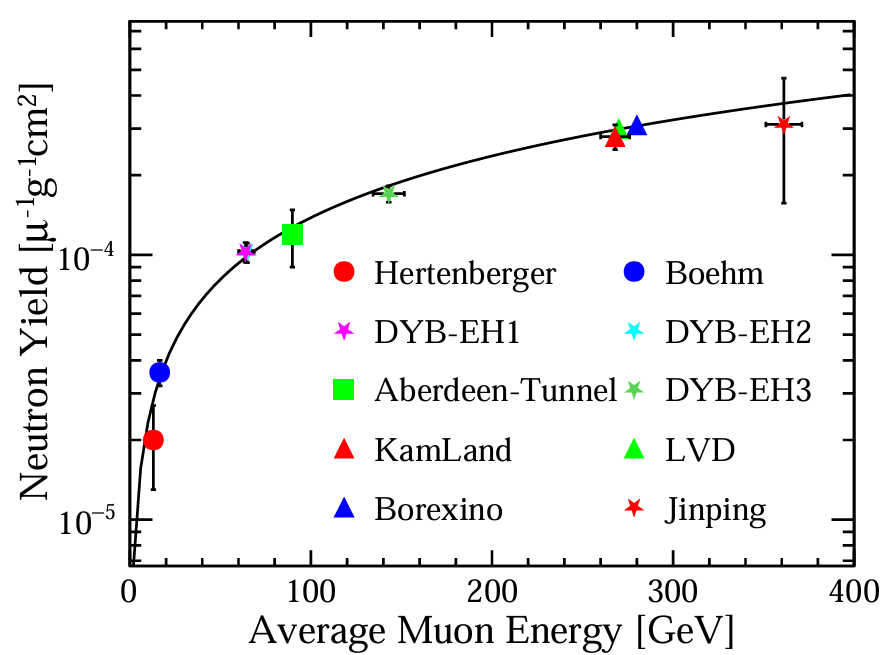 Neutron Yield [μ⁻¹g⁻¹cm²]
10⁻⁴
10⁻⁵
Hertenberger
Boehm
DYB-EH1
DYB-EH2
Aberdeen-Tunnel
DYB-EH3
KamLand
LVD
Borexino
Jinping
0 100 200 300 400
Average Muon Energy [GeV]